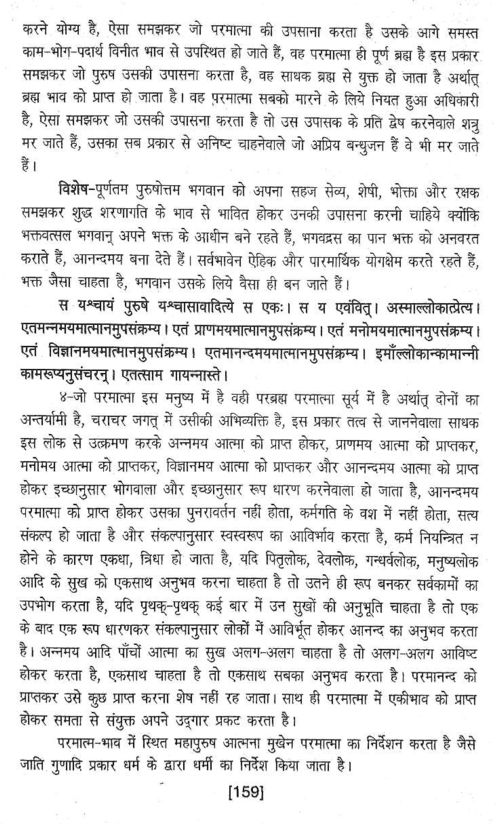 करने योग्य है, ऐसा समझकर जो परमात्मा की उपासना करता है उसके आगे समस्त
काम-भोग-पदार्थ विनीत भाव से उपस्थित हो जाते हैं, वह परमात्मा ही पूर्ण ब्रह्म है इस प्रकार
समझकर जो पुरुष उसकी उपासना करता है, वह साधक ब्रह्म से युक्त हो जाता है अर्थात्
ब्रह्म भाव को प्राप्त हो जाता है। वह परमात्मा सबको मारने के लिये नियत हुआ अधिकारी
है, ऐसा समझकर जो उसकी उपासना करता है तो उस उपासक के प्रति द्वेष करनेवाले शत्रु
मर जाते हैं, उसका सब प्रकार से अनिष्ट चाहनेवाले जो अप्रिय बन्धुजन हैं वे भी मर जाते
हैं।
विशेष-पूर्णतम पुरुषोत्तम भगवान को अपना सहज सेव्य, शेषी, भोक्ता और रक्षक
समझकर शुद्ध शरणागति के भाव से भावित होकर उनकी उपासना करनी चाहिये क्योंकि
भक्तवत्सल भगवान् अपने भक्त के आधीन बने रहते हैं, भगवद्रस का पान भक्त को अनवरत
कराते हैं, आनन्दमय बना देते हैं। सर्वभावेन ऐहिक और पारमार्थिक योगक्षेम करते रहते हैं,
भक्त जैसा चाहता है, भगवान उसके लिये वैसा ही बन जाते हैं।
स यश्चायं पुरुषे यश्चासावादित्ये स एकः। स य एवंवित्। अस्माल्लोकात्प्रेत्य।
एतमन्नमयमात्मानमुपसंक्रम्य। एतं प्राणमयमात्मानमुपसंक्रम्य। एतं मनोमयमात्मानमुपसंक्रम्य।
एतं विज्ञानमयमात्मानमुपसंक्रम्य। एतमानन्दमयमात्मानमुपसंक्रम्य। इमाँल्लोकान्कामान्नी
कामरूप्यनुसंचरन्। एतत्साम गायन्नास्ते।
४-जो परमात्मा इस मनुष्य में है वही परब्रह्म परमात्मा सूर्य में है अर्थात् दोनों का
अन्तर्यामी है, चराचर जगत् में उसीकी अभिव्यक्ति है, इस प्रकार तत्व से जाननेवाला साधक
इस लोक से उत्क्रमण करके अन्नमय आत्मा को प्राप्त होकर, प्राणमय आत्मा को प्राप्तकर,
मनोमय आत्मा को प्राप्तकर, विज्ञानमय आत्मा को प्राप्तकर और आनन्दमय आत्मा को प्राप्त
होकर इच्छानुसार भोगवाला और इच्छानुसार रूप धारण करनेवाला हो जाता है, आनन्दमय
परमात्मा को प्राप्त होकर उसका पुनरावर्तन नहीं होता, कर्मगति के वश में नहीं होता, सत्य
संकल्प हो जाता है और संकल्पानुसार स्वस्वरूप का आविर्भाव करता है, कर्म नियन्त्रित न
होने के कारण एकधा, त्रिधा हो जाता है, यदि पितृलोक, देवलोक, गन्धर्वलोक, मनुष्यलोक
आदि के सुख को एकसाथ अनुभव करना चाहता है तो उतने ही रूप बनकर सर्वकामों का
उपभोग करता है, यदि पृथक्-पृथक् कई बार में उन सुखों की अनुभूति चाहता है तो एक
के बाद एक रूप धारणकर संकल्पानुसार लोकों में आविर्भूत होकर आनन्द का अनुभव करता
है। अन्नमय आदि पाँचों आत्मा का सुख अलग-अलग चाहता है तो अलग-अलग आविष्ट
होकर करता है, एकसाथ चाहता है तो एकसाथ सबका अनुभव करता है। परमानन्द को
प्राप्तकर उसे कुछ प्राप्त करना शेष नहीं रह जाता। साथ ही परमात्मा में एकीभाव को प्राप्त
होकर समता से संयुक्त अपने उद्‌गार प्रकट करता है।
परमात्म-भाव में स्थित महापुरुष आत्मना मुखेन परमात्मा का निर्देशन करता है जैसे
जाति गुणादि प्रकार धर्म के द्वारा धर्मी का निर्देश किया जाता है।
[159]